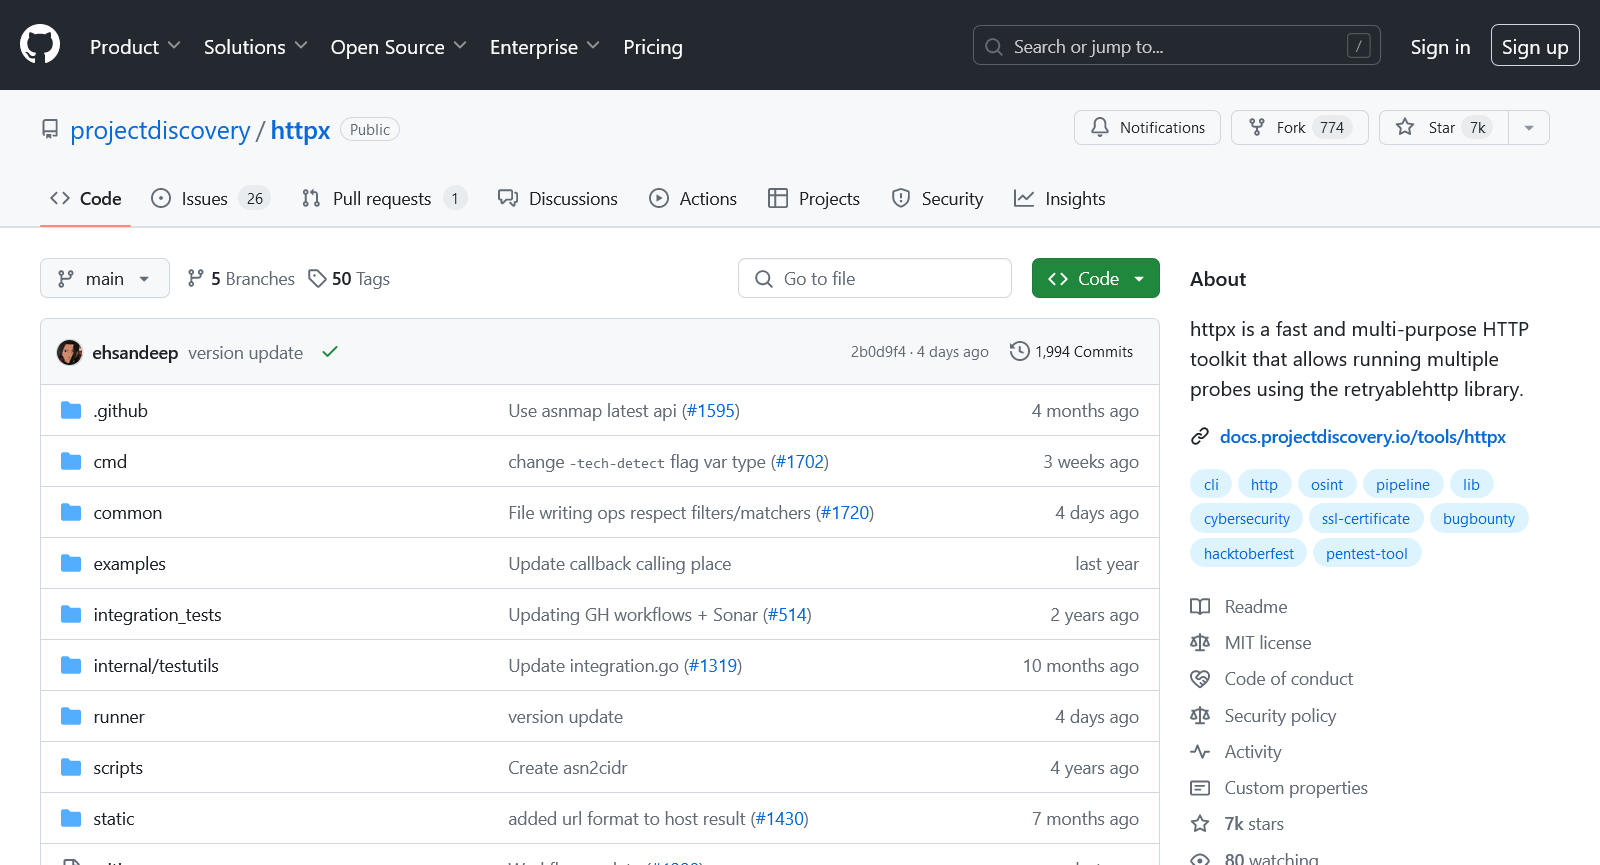 Product Solutions Open Source Enterprise Pricing Search or jump to... / Sign in Sign up
projectdiscovery / httpx Public Notifications Fork 774 Star 7k
Code Issues 26 Pull requests 1 Discussions Actions Projects Security Insights
main 5 Branches 50 Tags Go to file Code
ehsandeep version update 2b0d9f4 · 4 days ago 1,994 Commits
.github Use asnmap latest api (#1595) 4 months ago
cmd change -tech-detect flag var type (#1702) 3 weeks ago
common File writing ops respect filters/matchers (#1720) 4 days ago
examples Update callback calling place last year
integration_tests Updating GH workflows + Sonar (#514) 2 years ago
internal/testutils Update integration.go (#1319) 10 months ago
runner version update 4 days ago
scripts Create asn2cidr 4 years ago
static added url format to host result (#1430) 7 months ago
About
httpx is a fast and multi-purpose HTTP
toolkit that allows running multiple
probes using the retryablehttp library.
docs.projectdiscovery.io/tools/httpx
cli http osint pipeline lib
cybersecurity ssl-certificate bugbounty
hacktoberfest pentest-tool
Readme
MIT license
Code of conduct
Security policy
Activity
Custom properties
7k stars
80 watching